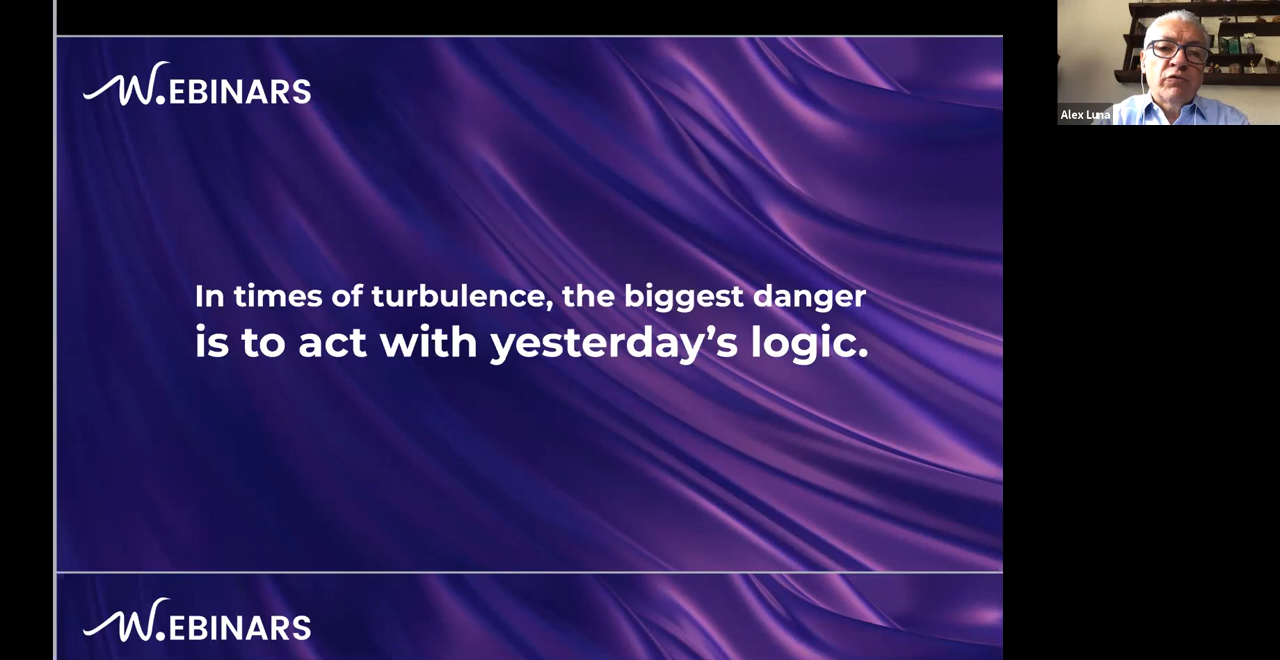 W.EBINARS
In times of turbulence, the biggest danger
is to act with yesterday’s logic.
W.EBINARS
Alex Luna